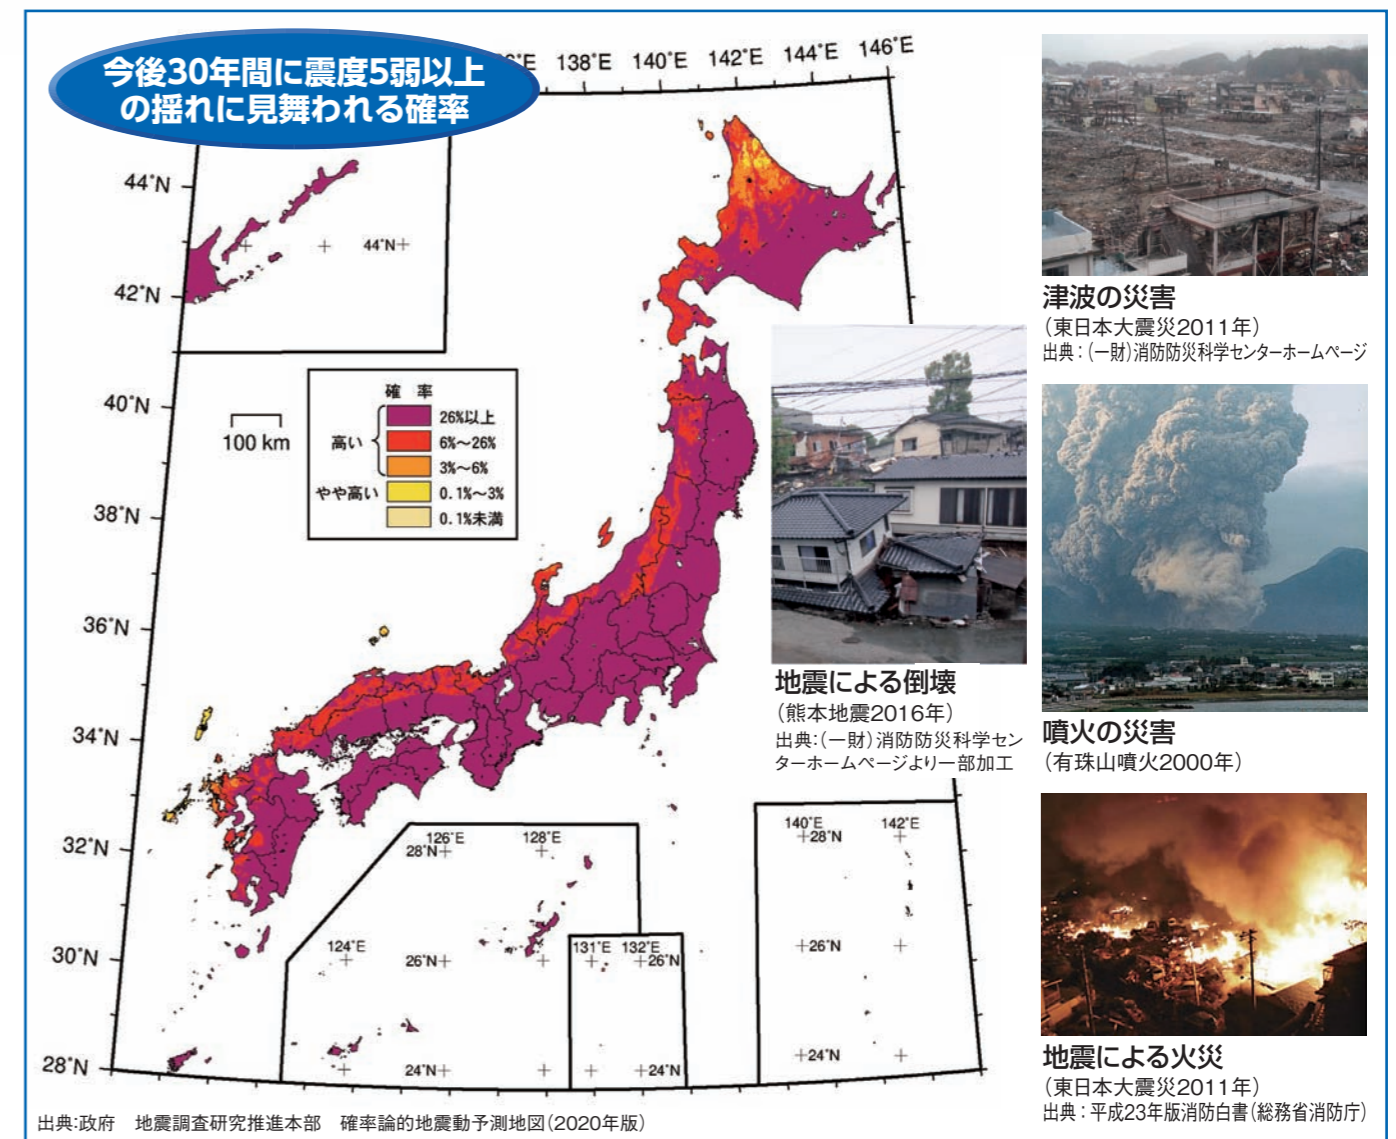 今後30年間に震度5弱以上
の揺れに見舞われる確率
138°E 140°E 142°E 144°E 146°E
44°N
44°N
42°N
40°N
38°N
36°N
34°N
32°N
30°N
28°N
100 km
確 率
高い
26%以上
6%～26%
3%～6%
やや高い
0.1%～3%
0.1%未満
126°E 128°E
28°N
124°E
26°N
24°N
131°E 132°E
26°N
24°N
140°E 142°E
28°N
26°N
24°N
出典:政府 地震調査研究推進本部 確率論的地震動予測地図(2020年版)
地震による倒壊
(熊本地震2016年)
出典:(一財)消防防災科学セン
ターホームページより一部加工
津波の災害
(東日本大震災2011年)
出典:(一財)消防防災科学センターホームページ
噴火の災害
(有珠山噴火2000年)
地震による火災
(東日本大震災2011年)
出典:平成23年版消防白書(総務省消防庁)